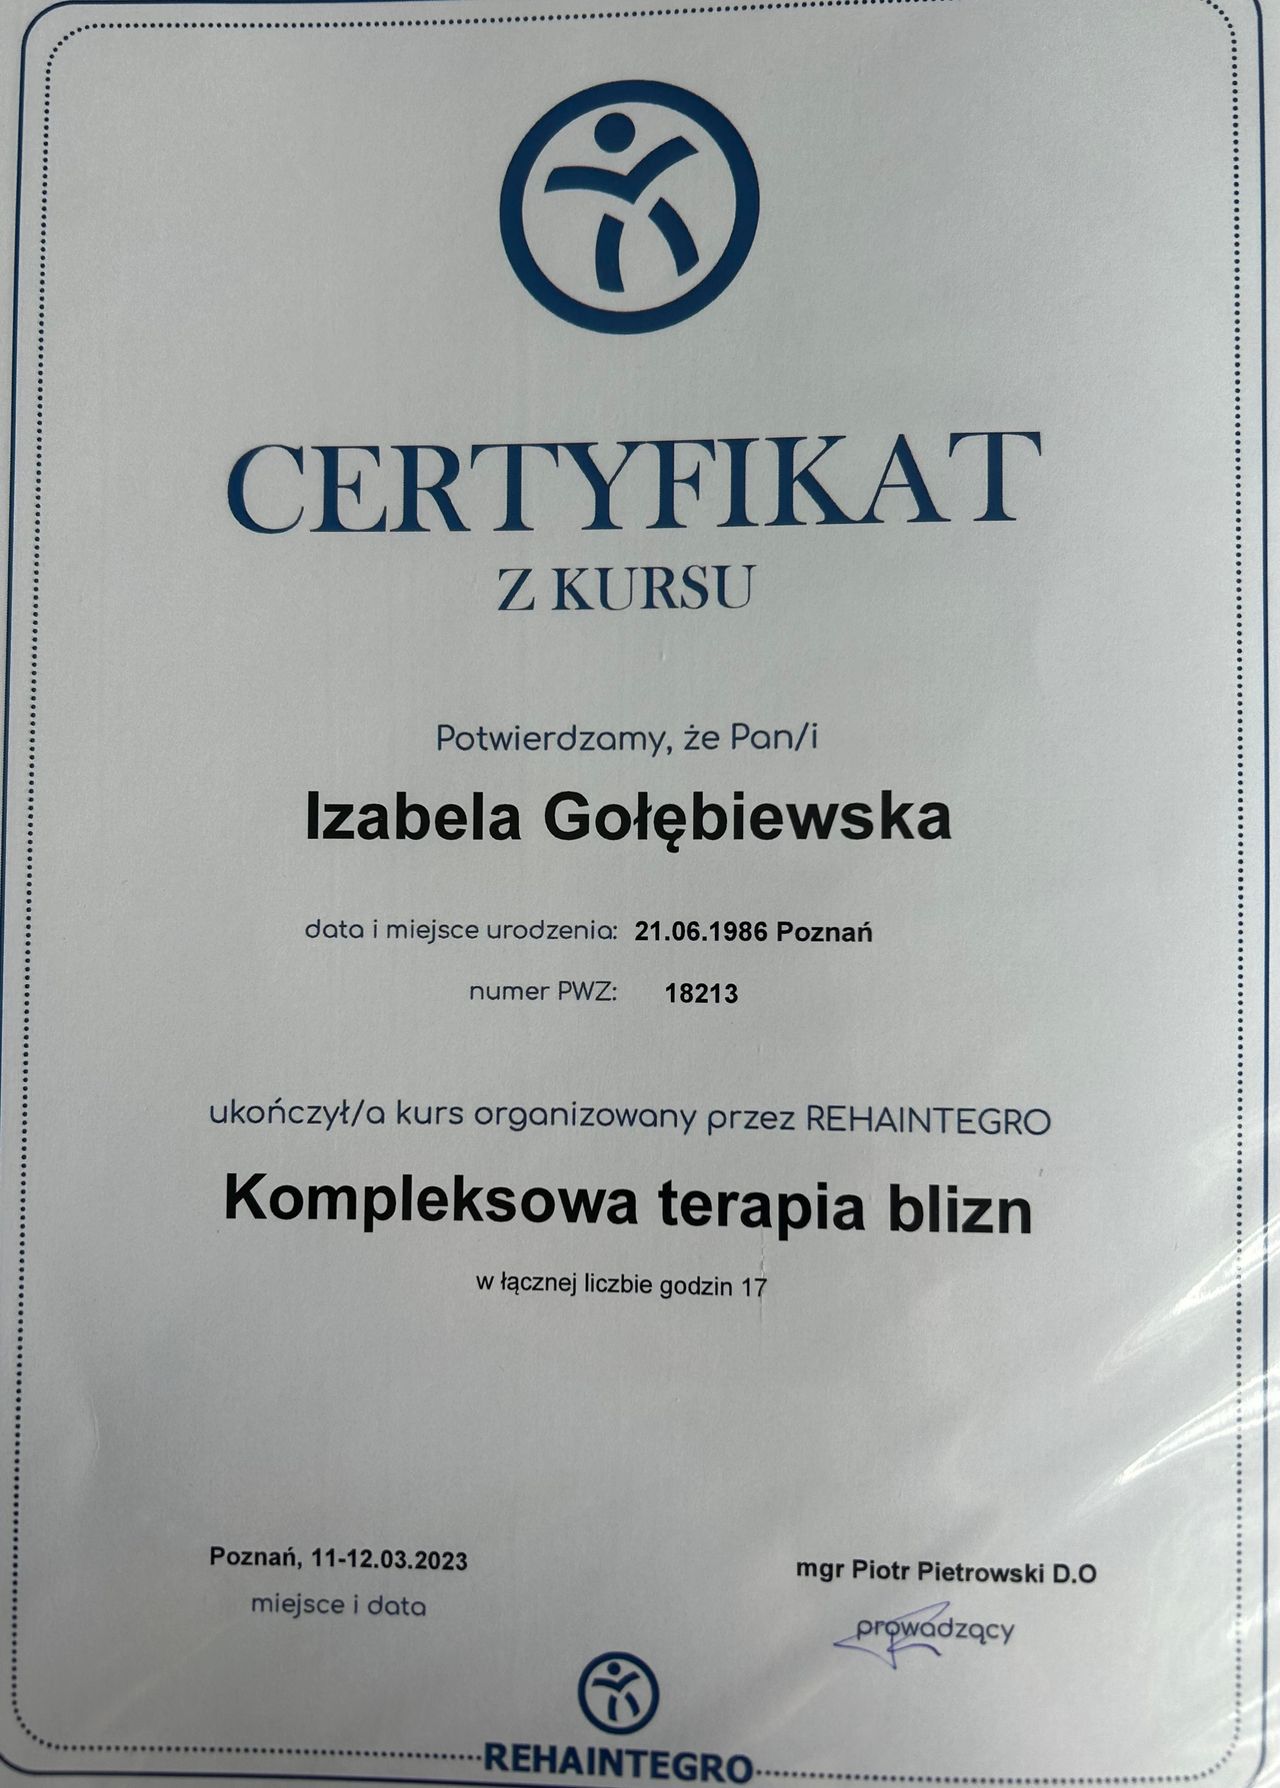 CERTYFIKAT
Z KURSU
Potwierdzamy, że Pan/i
Izabela Gołębiewska
data i miejsce urodzenia: 21.06.1986 Poznań
numer PWZ: 18213
ukończył/a kurs organizowany przez REHAINTEGRO
Kompleksowa terapia blizn
w łącznej liczbie godzin 17
Poznań, 11-12.03.2023
miejsce i data
mgr Piotr Pietrowski D.O
prowadzący
REHAINTEGRO